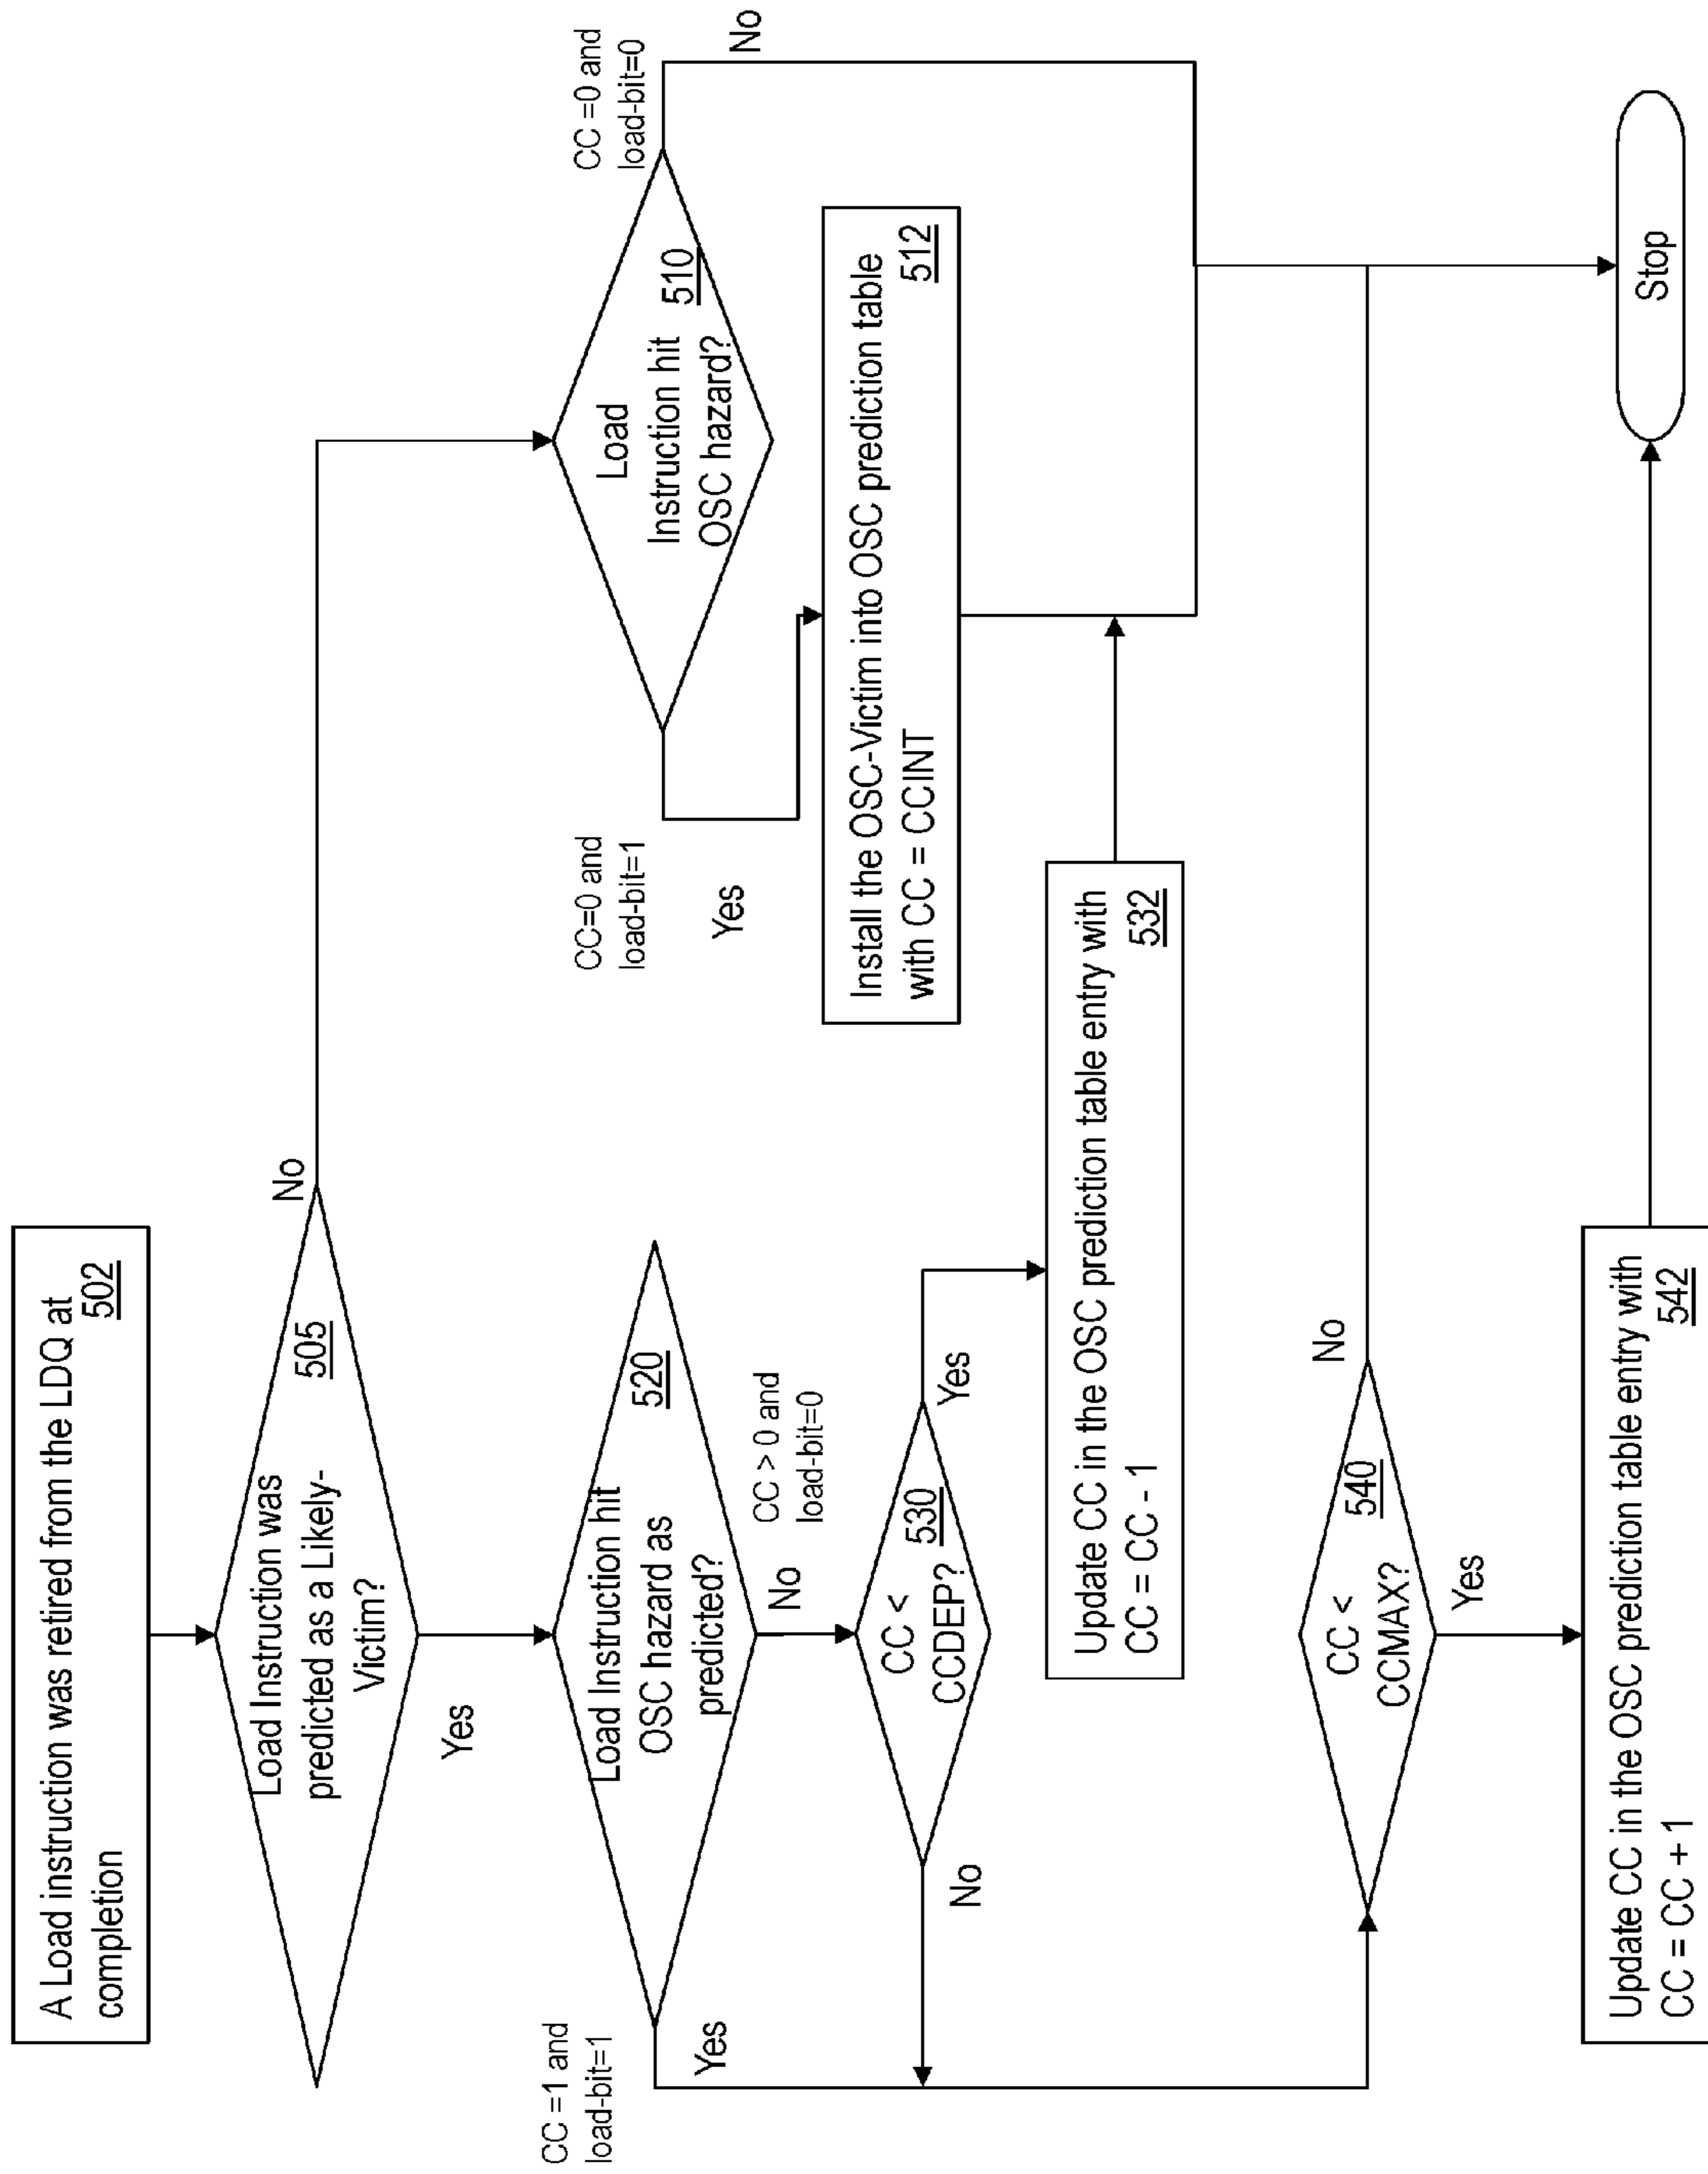 A Load instruction was retired from the LDQ at
completion
502
Load Instruction was
predicted as a Likely-
Victim?
505
No
Yes
CC =1 and
load-bit=1
Yes
Load Instruction hit
OSC hazard as
predicted?
520
No
CC > 0 and
load-bit=0
CC=0 and
load-bit=1
Yes
Load
Instruction hit
OSC hazard?
510
CC =0 and
load-bit=0
No
Install the OSC-Victim into OSC prediction table
with CC = CCINT
512
CC <
CCDEP?
530
No
Yes
Update CC in the OSC prediction table entry with
CC = CC - 1
532
CC <
CCMAX?
540
No
Yes
Update CC in the OSC prediction table entry with
CC = CC + 1
542
Stop